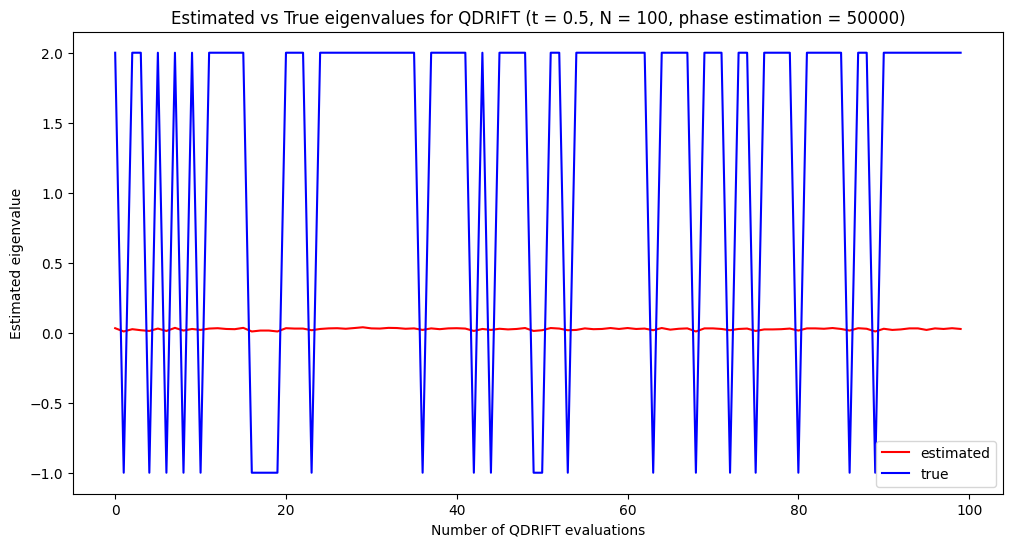 Estimated vs True eigenvalues for QDRIFT (t = 0.5, N = 100, phase estimation = 50000)
Estimated eigenvalue
2.0
1.5
1.0
0.5
0.0
−0.5
−1.0
estimated
true
0 20 40 60 80 100
Number of QDRIFT evaluations